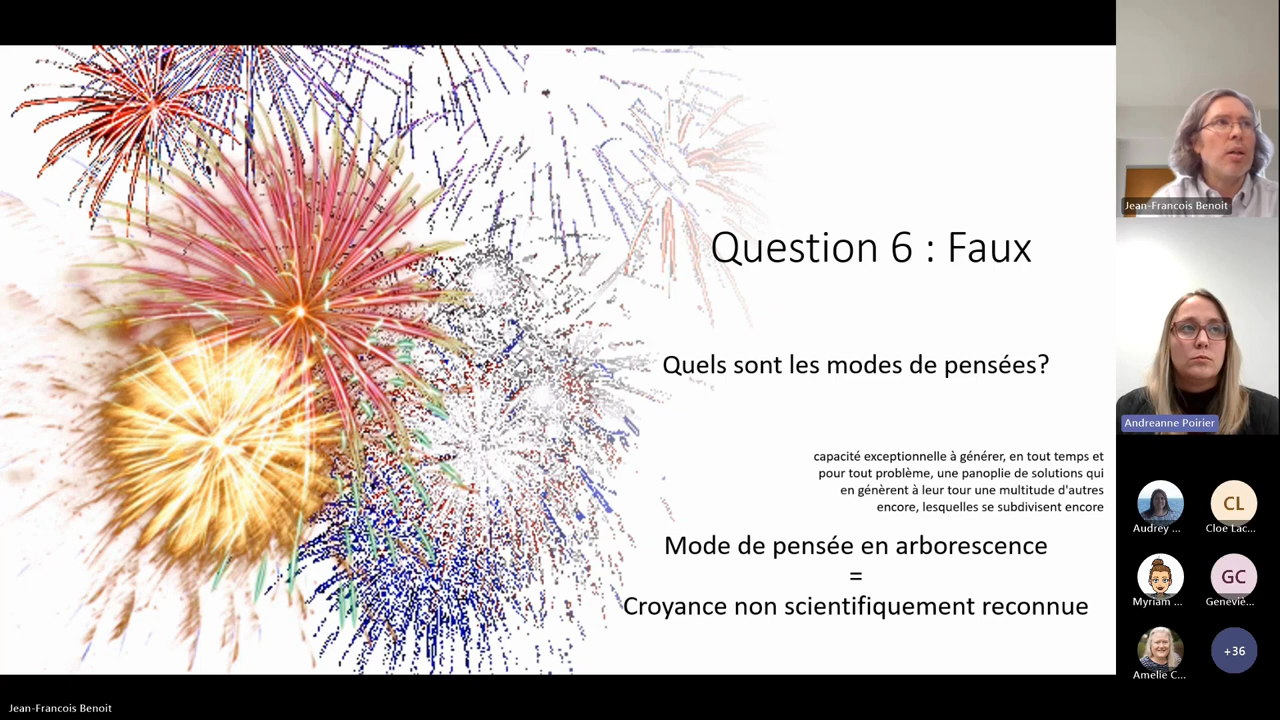 Question 6 : Faux
Quels sont les modes de pensées?
capacité exceptionnelle à générer, en tout temps et
pour tout problème, une panoplie de solutions qui
en génèrent à leur tour une multitude d'autres
encore, lesquelles se subdivisent encore
Mode de pensée en arborescence
=
Croyance non scientifiquement reconnue
Jean-Francois Benoit
Andreanne Poirier
CL
Audrey ...
Cloe Lac...
GC
Myriam ...
Geneviè...
+36
Amelie C...
Jean-Francois Benoit